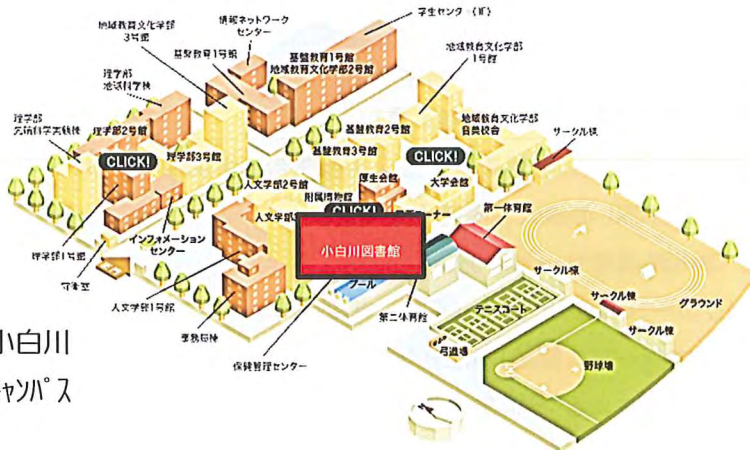 学生センター(1F)
情報ネットワーク
センター
地域教育文化学部
3号館
基盤教育1号館
基盤教育1号館
地域教育文化学部2号館
地域教育文化学部
1号館
理学部
地球科学棟
地域教育文化学部
音楽校舎
サークル棟
理学部
先端科学実験棟
理学部2号館
基盤教育2号館
理学部3号館
基盤教育3号館
CLICK!
CLICK!
厚生会館
大学会館
人文学部2号館
附属博物館
人文学部
CLICK!
コーナー
第一体育館
小白川図書館
インフォメーション
センター
理学部1号館
守衛室
人文学部1号館
事務局棟
プール
第二体育館
保健管理センター
サークル棟
サークル棟
サークル棟
グラウンド
テニスコート
弓道場
野球場
小白川
キャンパス